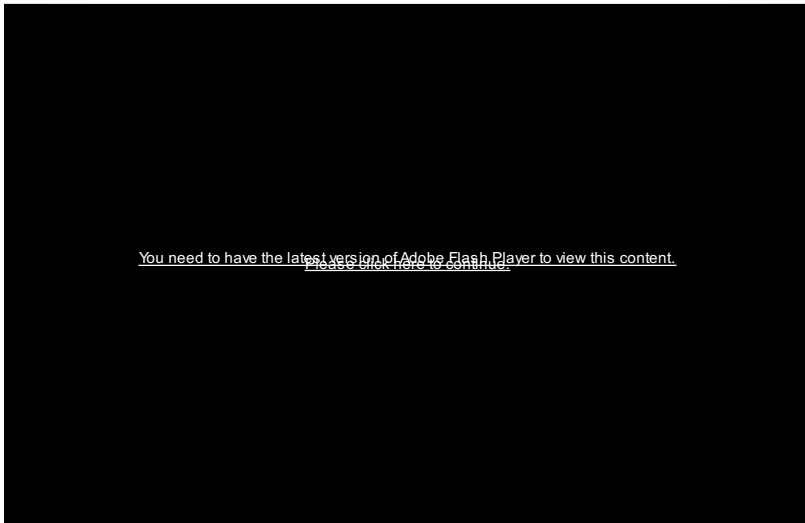 You need to have the latest version of Adobe Flash Player to view this content.
Please click here to continue.